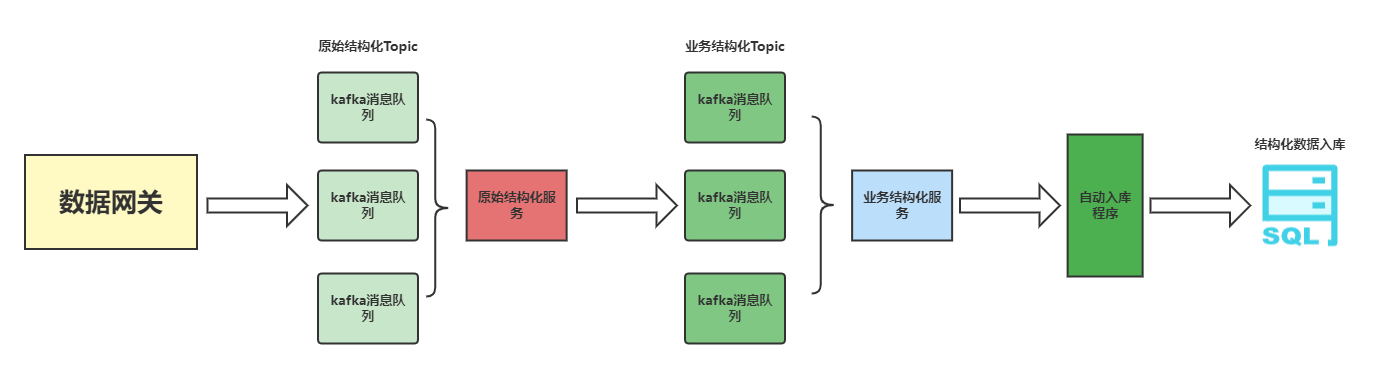 原始结构化Topic
kafka消息队
列
kafka消息队
列
kafka消息队
列
数据网关
原始结构化服
务
业务结构化Topic
kafka消息队
列
kafka消息队
列
kafka消息队
列
业务结构化服
务
自动入库
程序
结构化数据入库
SQL